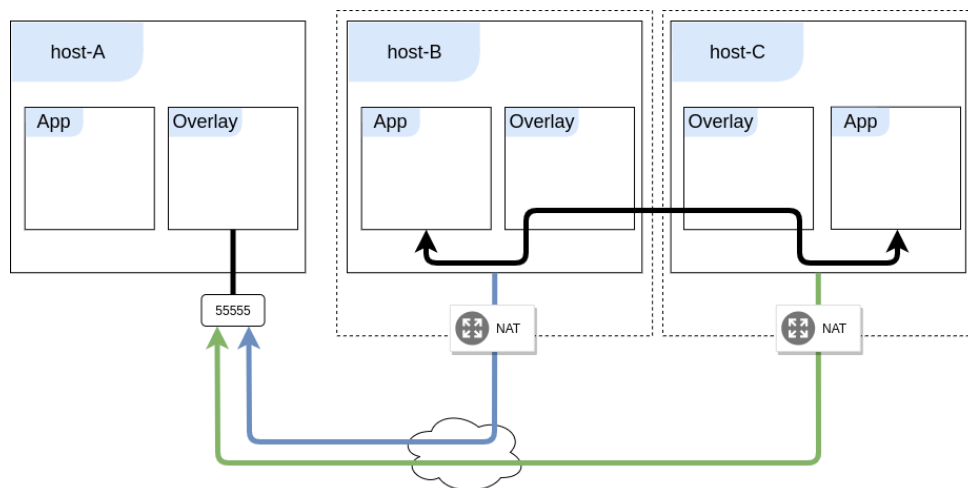 host-A
App
Overlay
55555
host-B
App
Overlay
NAT
host-C
Overlay
App
NAT